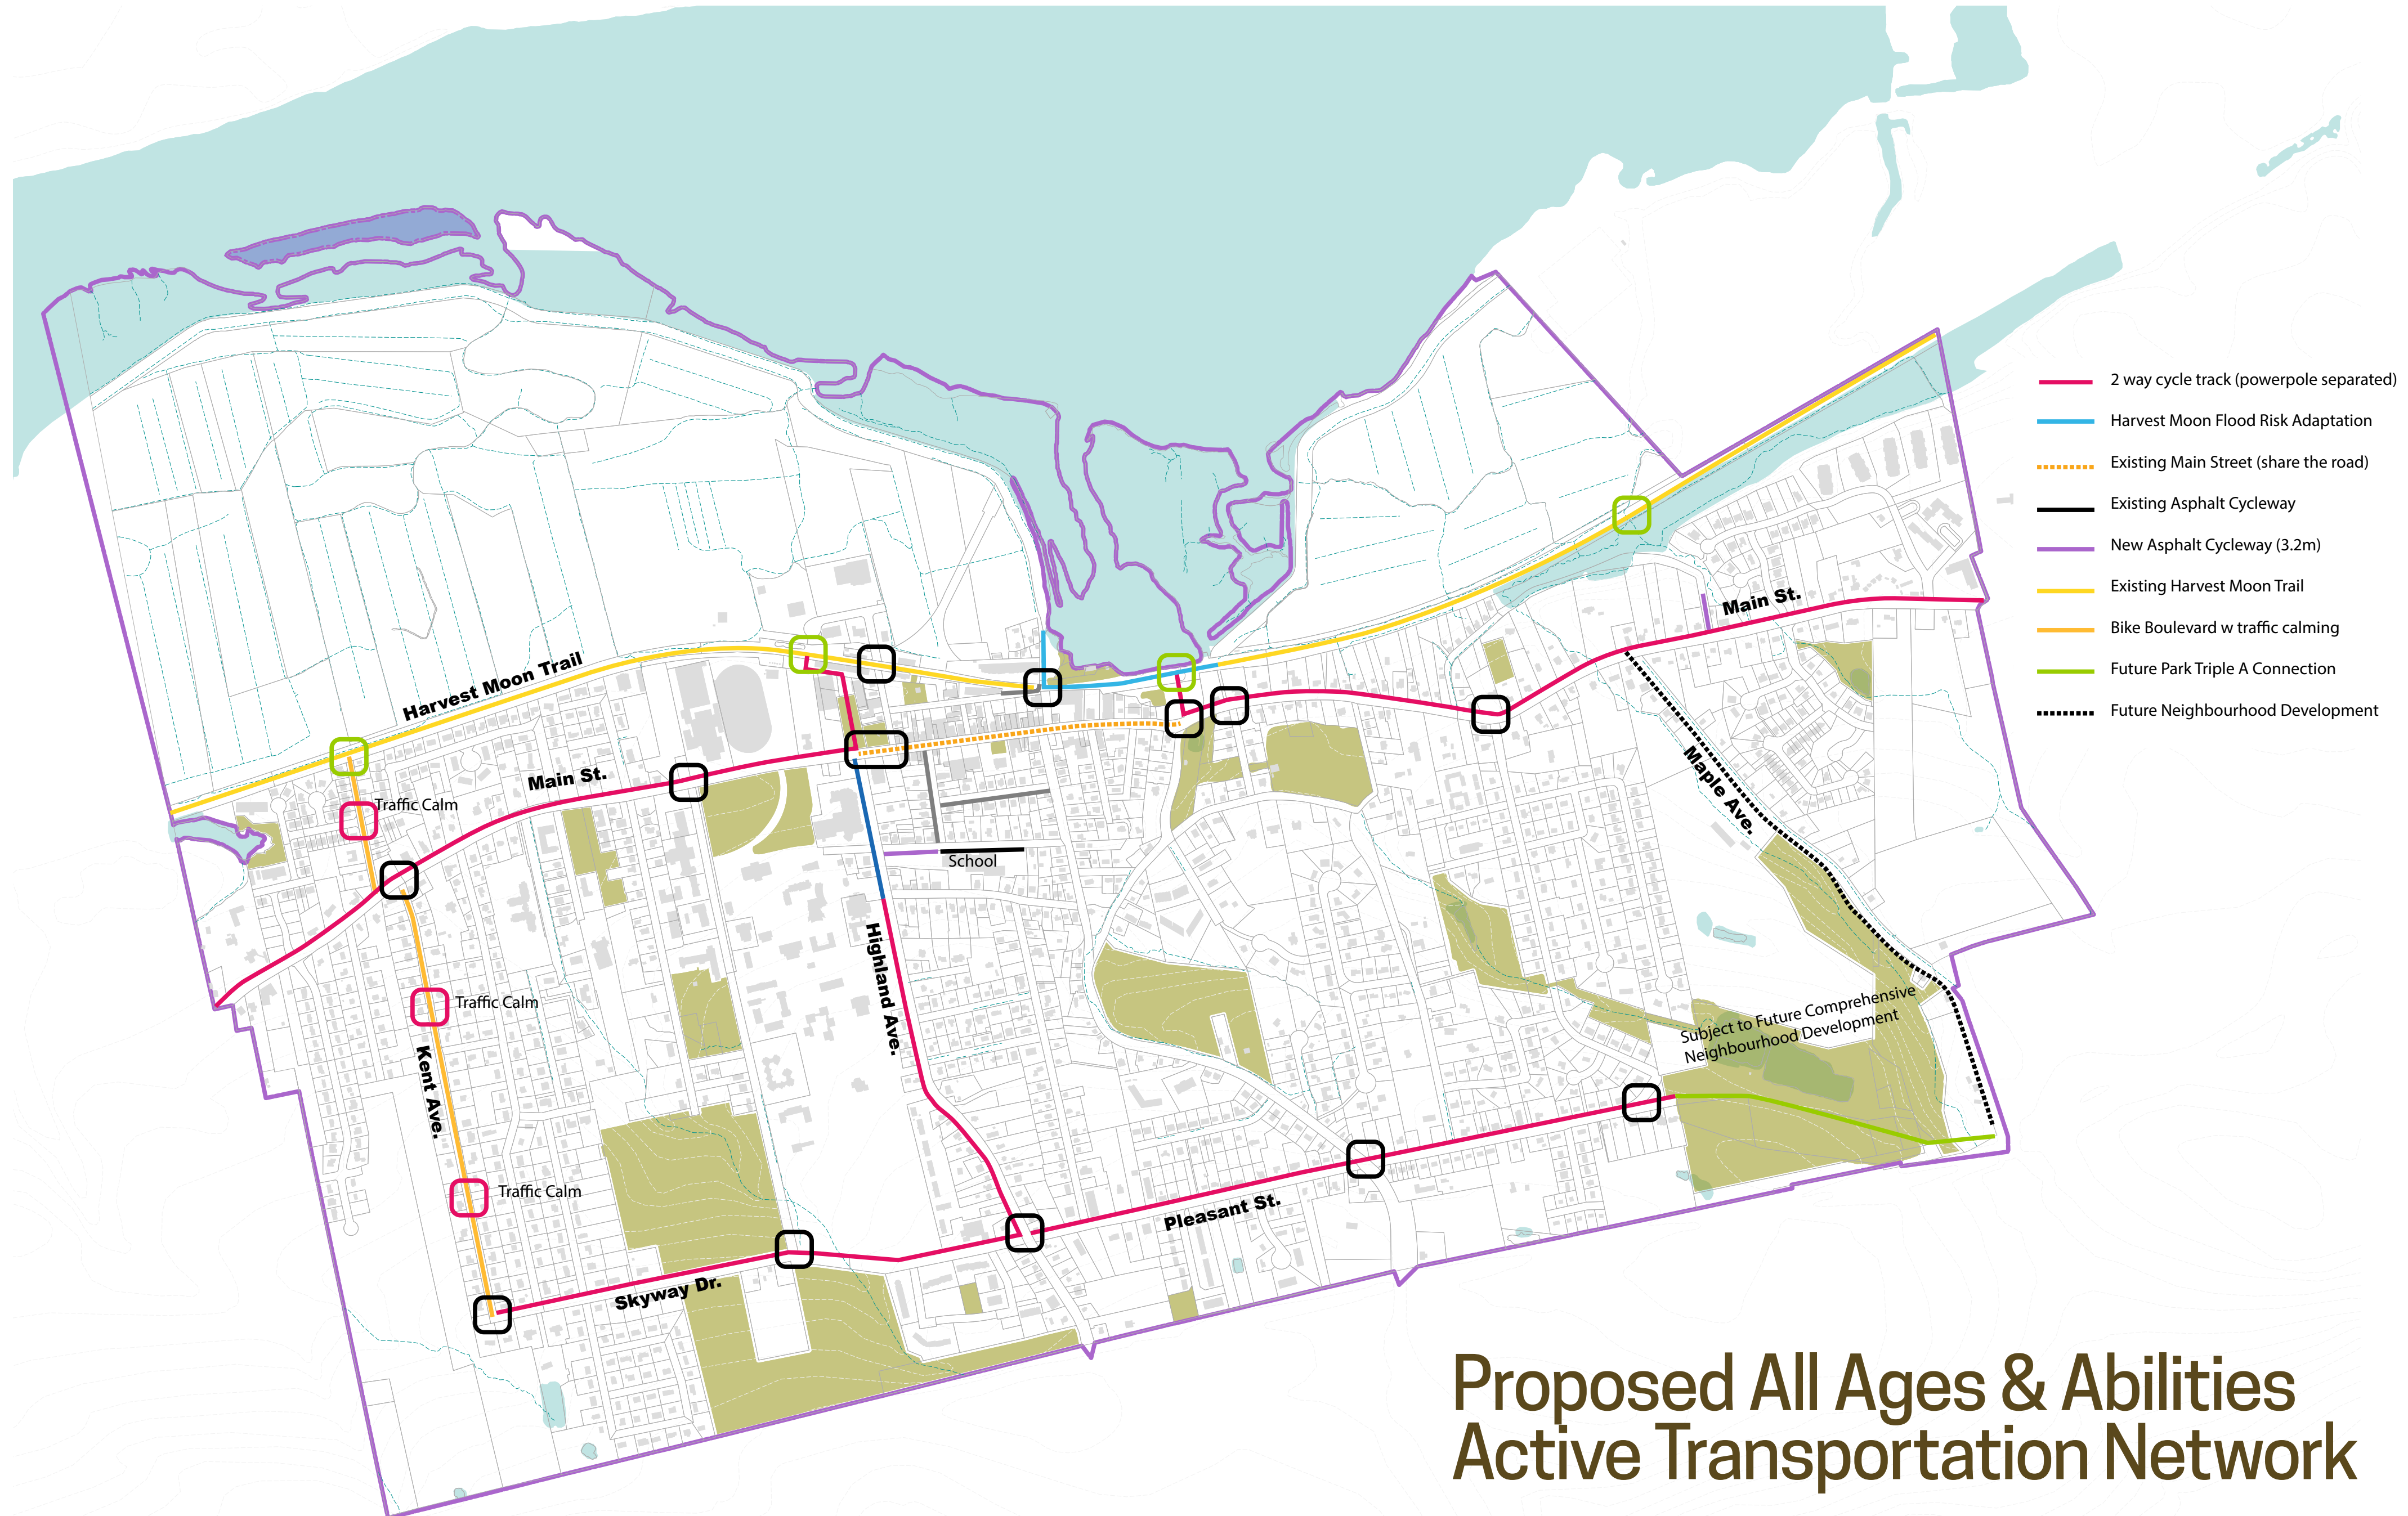 2 way cycle track (powerpole separated)
Harvest Moon Flood Risk Adaptation
Existing Main Street (share the road)
Existing Asphalt Cycleway
New Asphalt Cycleway (3.2m)
Existing Harvest Moon Trail
Bike Boulevard w traffic calming
Future Park Triple A Connection
Future Neighbourhood Development
Main St.
Harvest Moon Trail
Main St.
Traffic Calm
Maple Ave.
School
Highland Ave.
Traffic Calm
Kent Ave.
Subject to Future Comprehensive
Neighbourhood Development
Traffic Calm
Pleasant St.
Skyway Dr.
Proposed All Ages & Abilities
Active Transportation Network